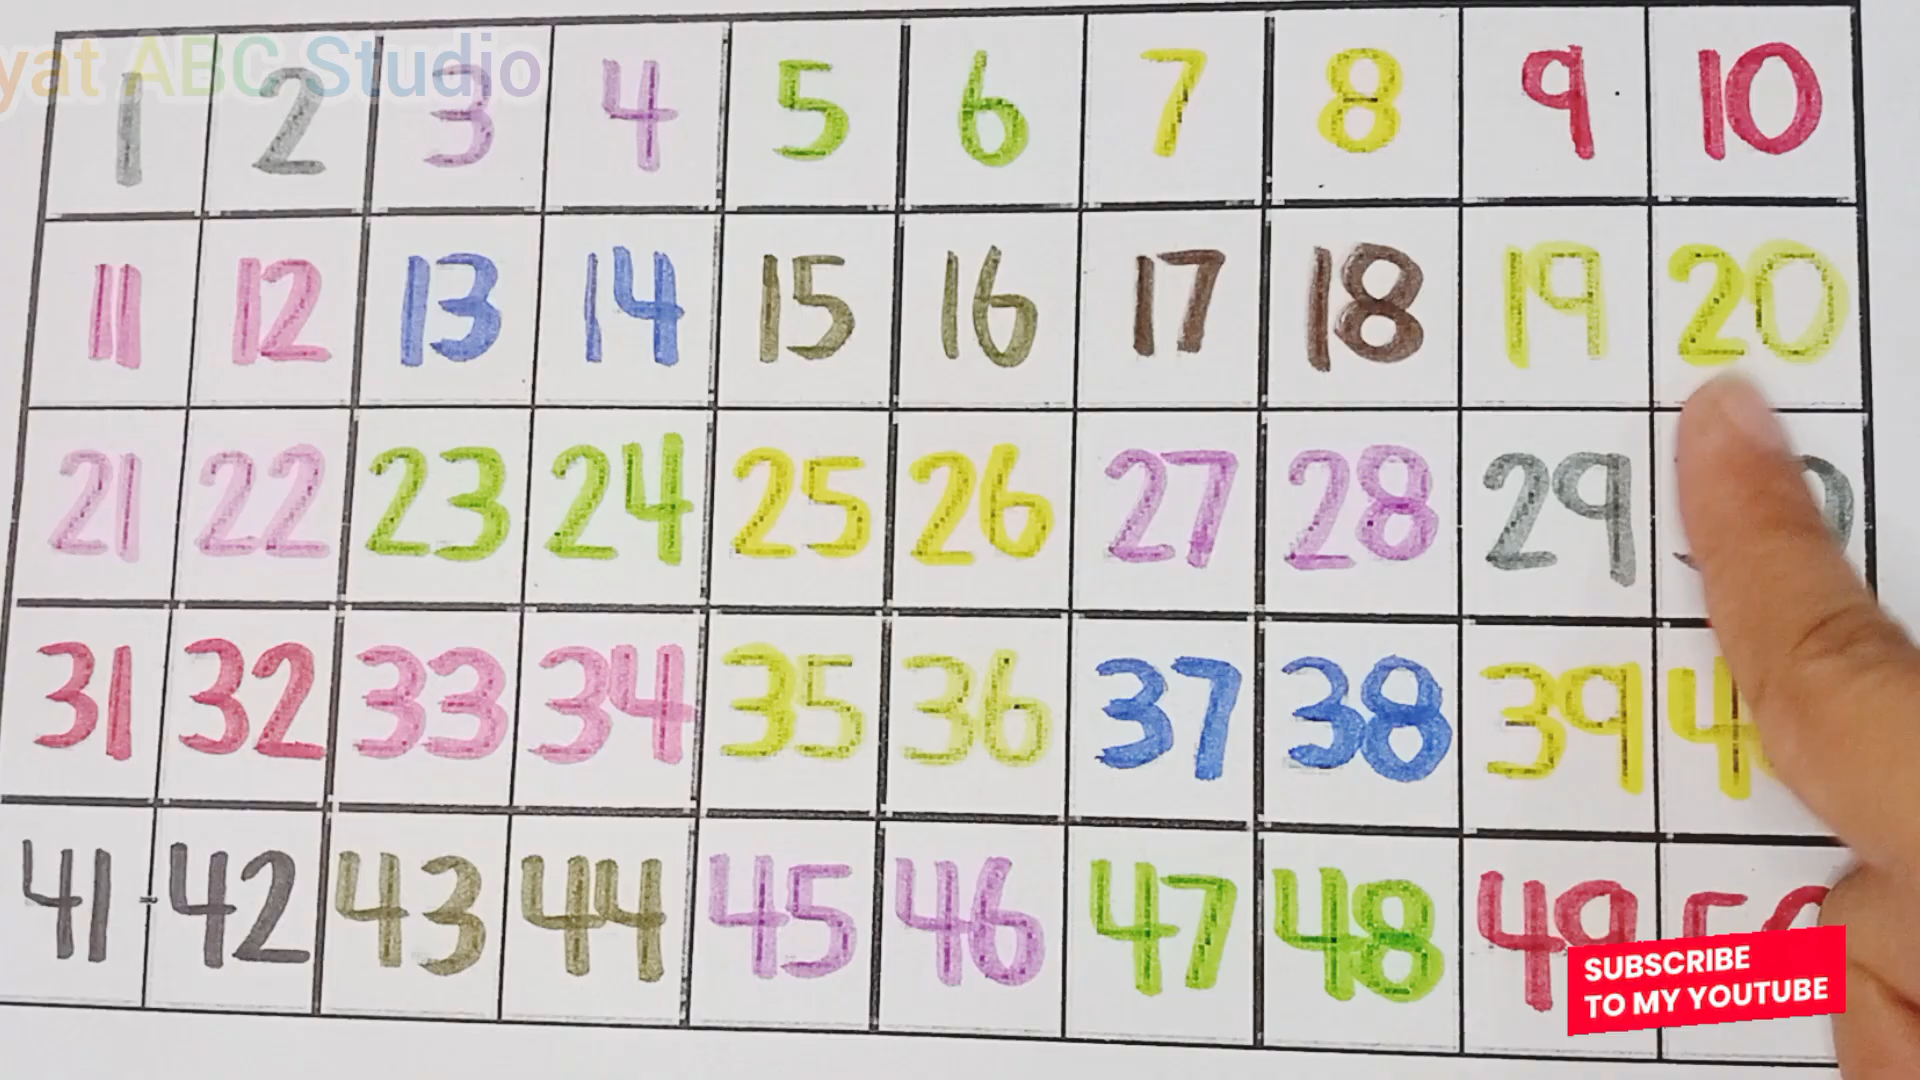 yat ABC Studio
1 2 3 4 5 6 7 8 9 10
11 12 13 14 15 16 17 18 19 20
21 22 23 24 25 26 27 28 29
31 32 33 34 35 36 37 38 39 4
41 42 43 44 45 46 47 48 49 50
SUBSCRIBE
TO MY YOUTUBE